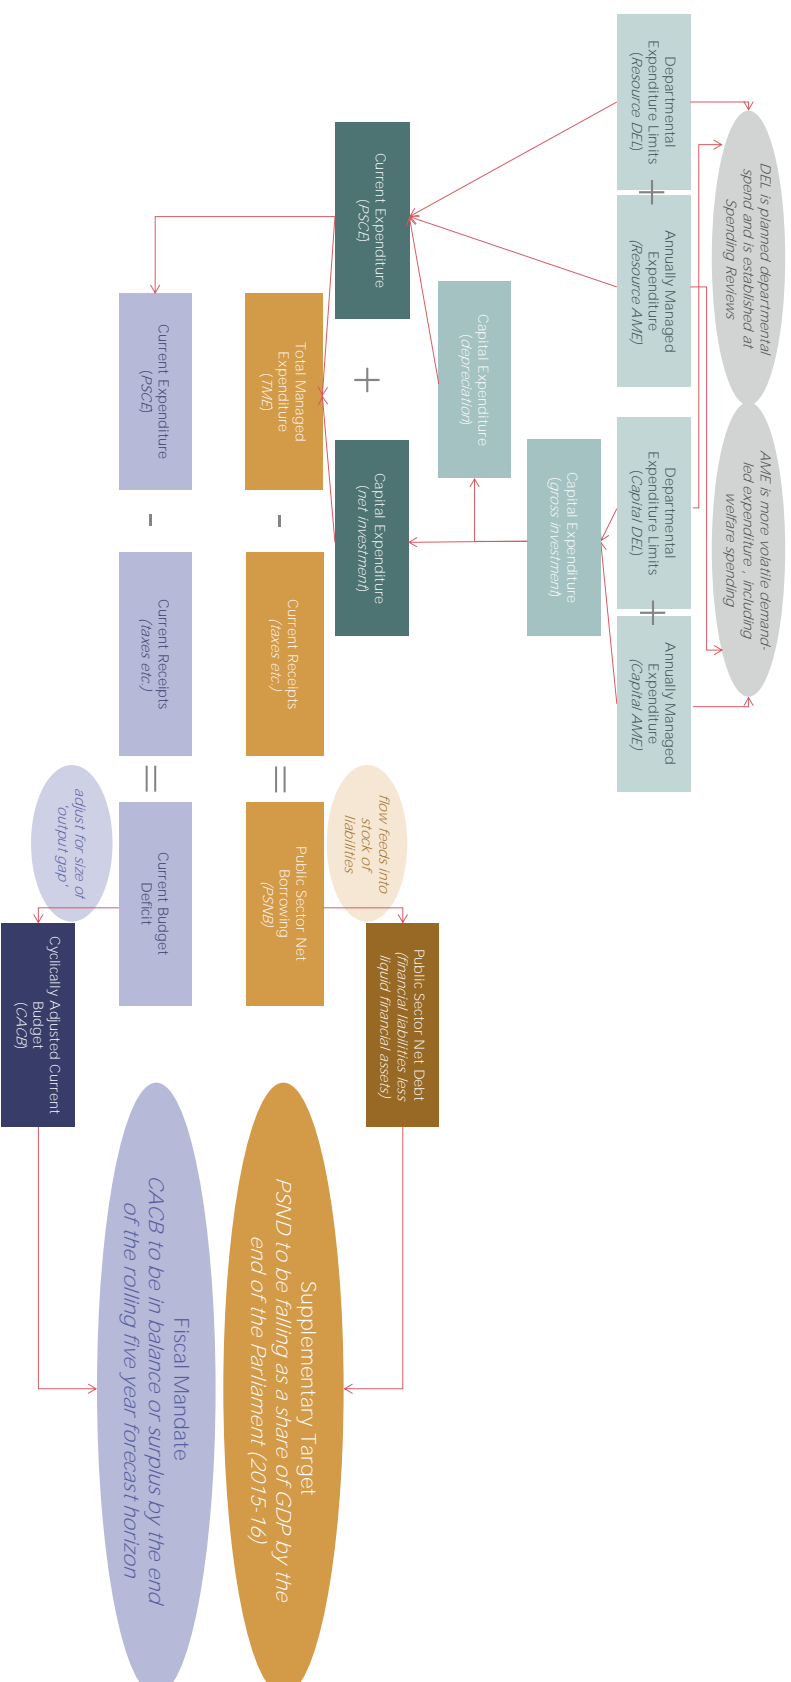 DEL is planned departmental
spend and is established at
Spending Reviews
AME is more volatile demand-
led expenditure , including
welfare spending
Departmental
Expenditure Limits
(Resource DEL)
+
Annually Managed
Expenditure
(Resource AME)
Departmental
Expenditure Limits
(Capital DEL)
+
Annually Managed
Expenditure
(Capital AME)
Capital Expenditure
(gross investment)
Capital Expenditure
(depreciation)
Current Expenditure
(PSCE)
+
Capital Expenditure
(net investment)
Total Managed
Expenditure
(TME)
-
Current Receipts
(taxes etc.)
=
Public Sector Net
Borrowing
(PSNB)
flow feeds into
stock of
liabilities
Public Sector Net Debt
(financial liabilities less
liquid financial assets)
Supplementary Target
PSND to be falling as a share of GDP by the
end of the Parliament (2015-16)
Current Expenditure
(PSCE)
-
Current Receipts
(taxes etc.)
=
Current Budget
Deficit
adjust for size of
'output gap'
Cyclically Adjusted Current
Budget
(CACB)
Fiscal Mandate
CACB to be in balance or surplus by the end
of the rolling five year forecast horizon